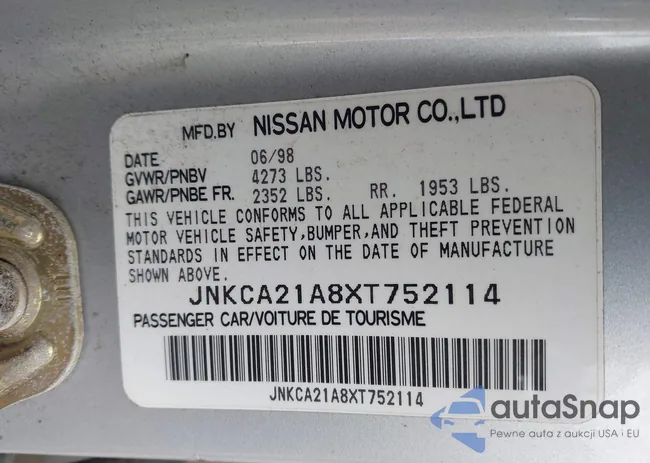 MFD.BY NISSAN MOTOR CO.,LTD
DATE 06/98
GVWR/PNBV 4273 LBS.
GAWR/PNBE FR. 2352 LBS. RR. 1953 LBS.
THIS VEHICLE CONFORMS TO ALL APPLICABLE FEDERAL
MOTOR VEHICLE SAFETY,BUMPER,AND THEFT PREVENTION
STANDARDS IN EFFECT ON THE DATE OF MANUFACTURE
SHOWN ABOVE.
JNKCA21A8XT752114
PASSENGER CAR/VOITURE DE TOURISME
JNKCA21A8XT752114
autaSnap
Pewne auta z aukcji USA i EU